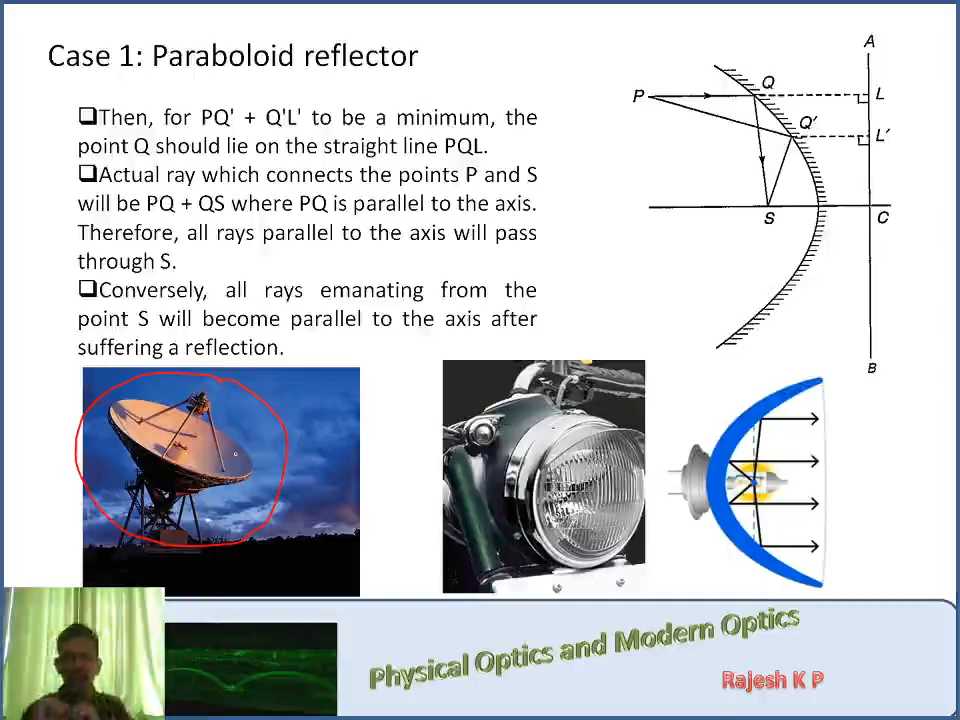 Case 1: Paraboloid reflector
❑Then, for PQ' + Q'L' to be a minimum, the
point Q should lie on the straight line PQL.
❑Actual ray which connects the points P and S
will be PQ + QS where PQ is parallel to the axis.
Therefore, all rays parallel to the axis will pass
through S.
❑Conversely, all rays emanating from the
point S will become parallel to the axis after
suffering a reflection.
A
Q
P
L
Q'
L'
S
C
B
Physical Optics and Modern Optics
Rajesh K P